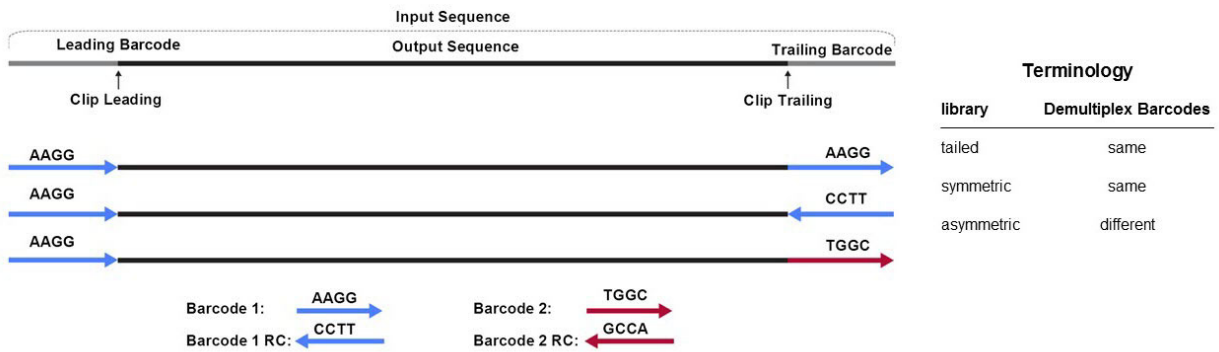 Input Sequence
Leading Barcode Output Sequence Trailing Barcode
Clip Leading Clip Trailing
AAGG AAGG
AAGG CCTT
AAGG TGGC
Barcode 1: AAGG Barcode 2: TGGC
Barcode 1 RC: CCTT Barcode 2 RC: GCCA
Terminology
library Demultiplex Barcodes
tailed same
symmetric same
asymmetric different